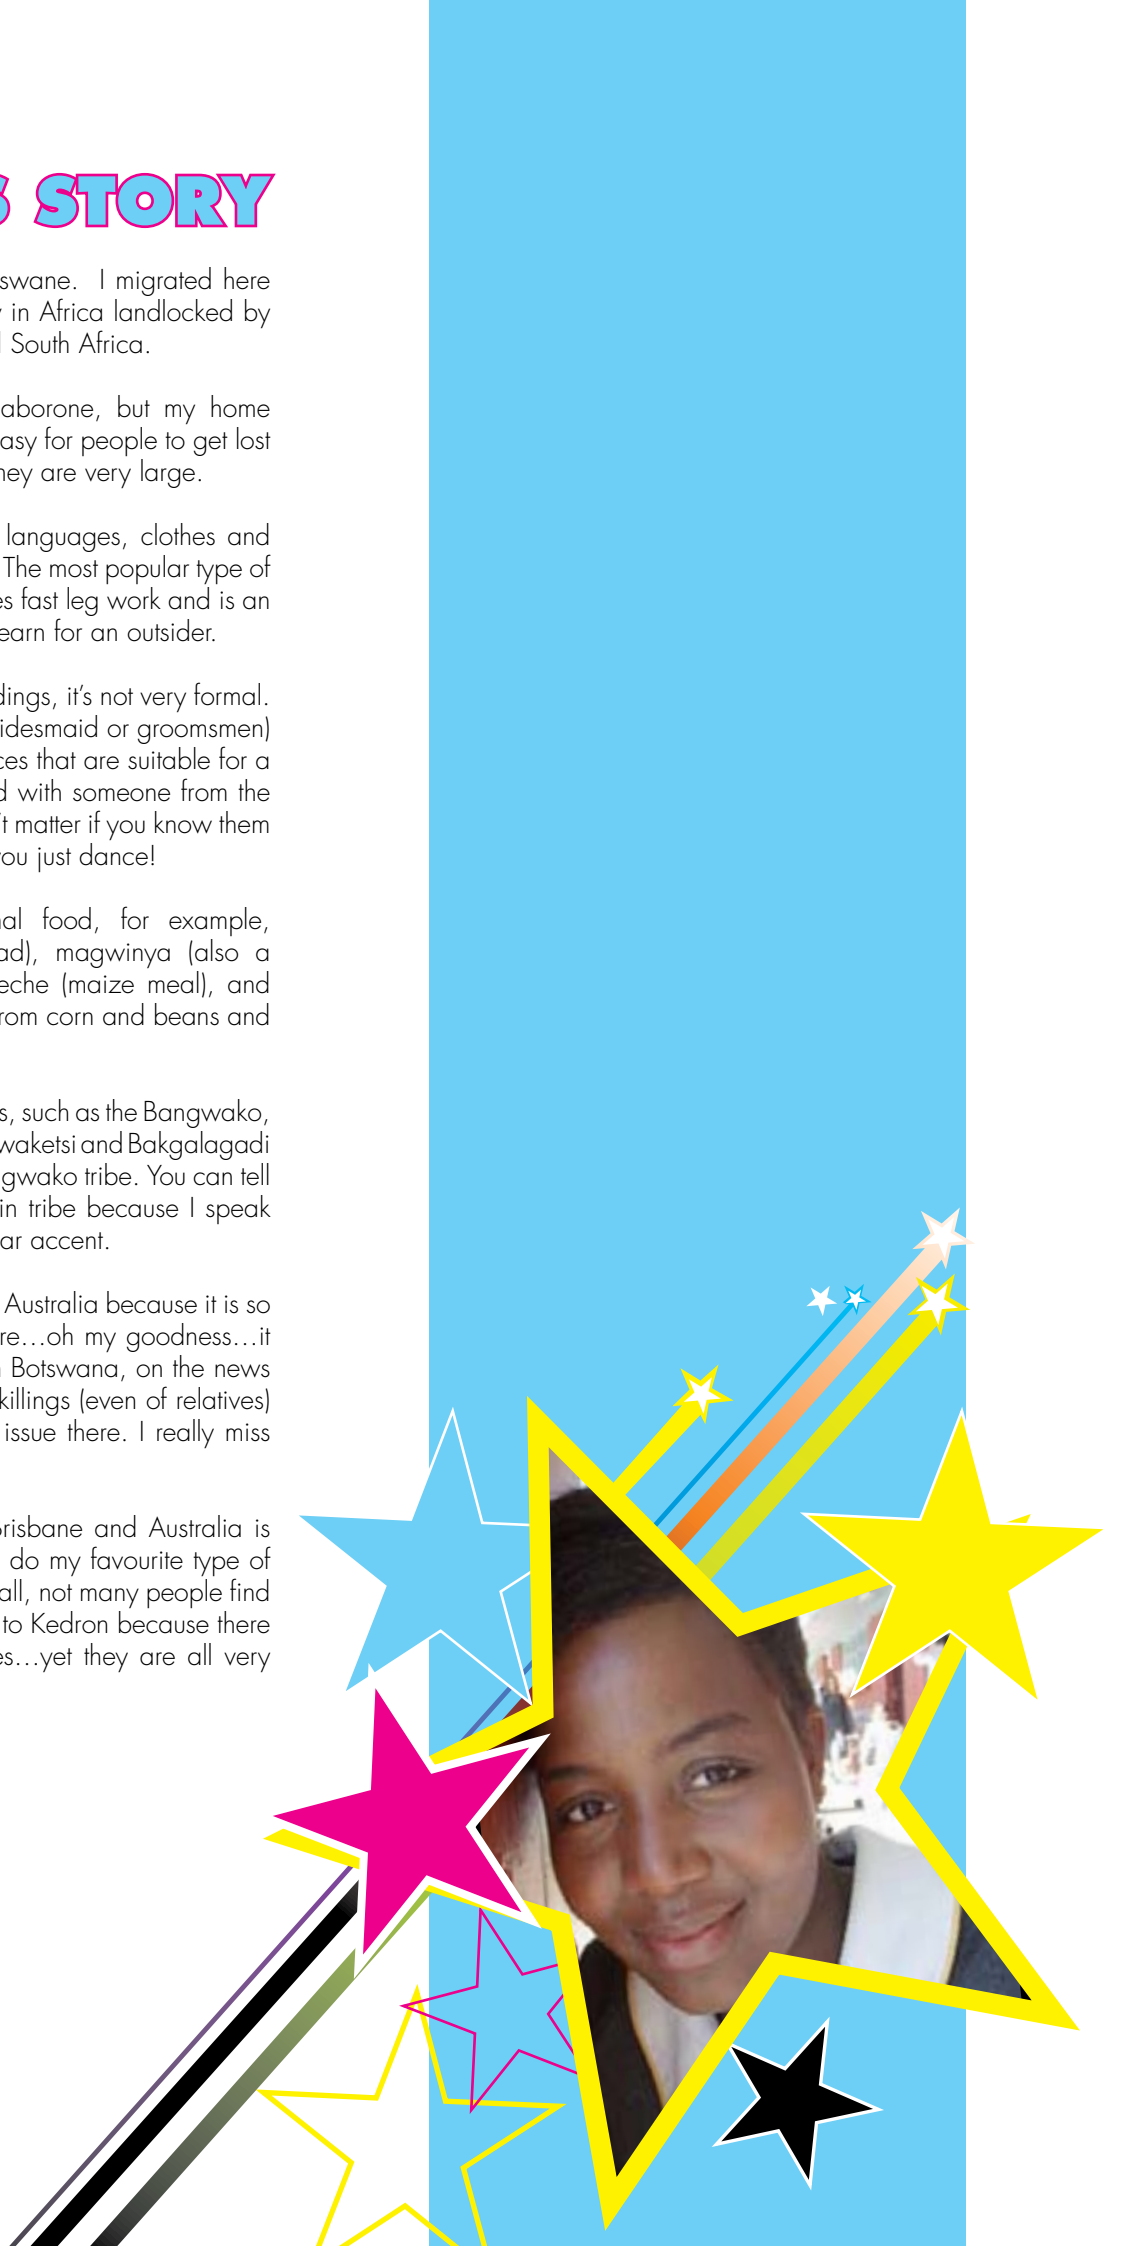 S STORY
swane. I migrated here
y in Africa landlocked by
l South Africa.
aborone, but my home
asy for people to get lost
hey are very large.
languages, clothes and
The most popular type of
es fast leg work and is an
earn for an outsider.
dings, it's not very formal.
idesmaid or groomsmen)
ces that are suitable for a
d with someone from the
't matter if you know them
you just dance!
nal food, for example,
ad), magwinya (also a
eche (maize meal), and
from corn and beans and
s, such as the Bangwako,
waketsi and Bakgalagadi
gwako tribe. You can tell
in tribe because I speak
ar accent.
Australia because it is so
re...oh my goodness...it
n Botswana, on the news
killings (even of relatives)
issue there. I really miss
Brisbane and Australia is
do my favourite type of
all, not many people find
to Kedron because there
es...yet they are all very